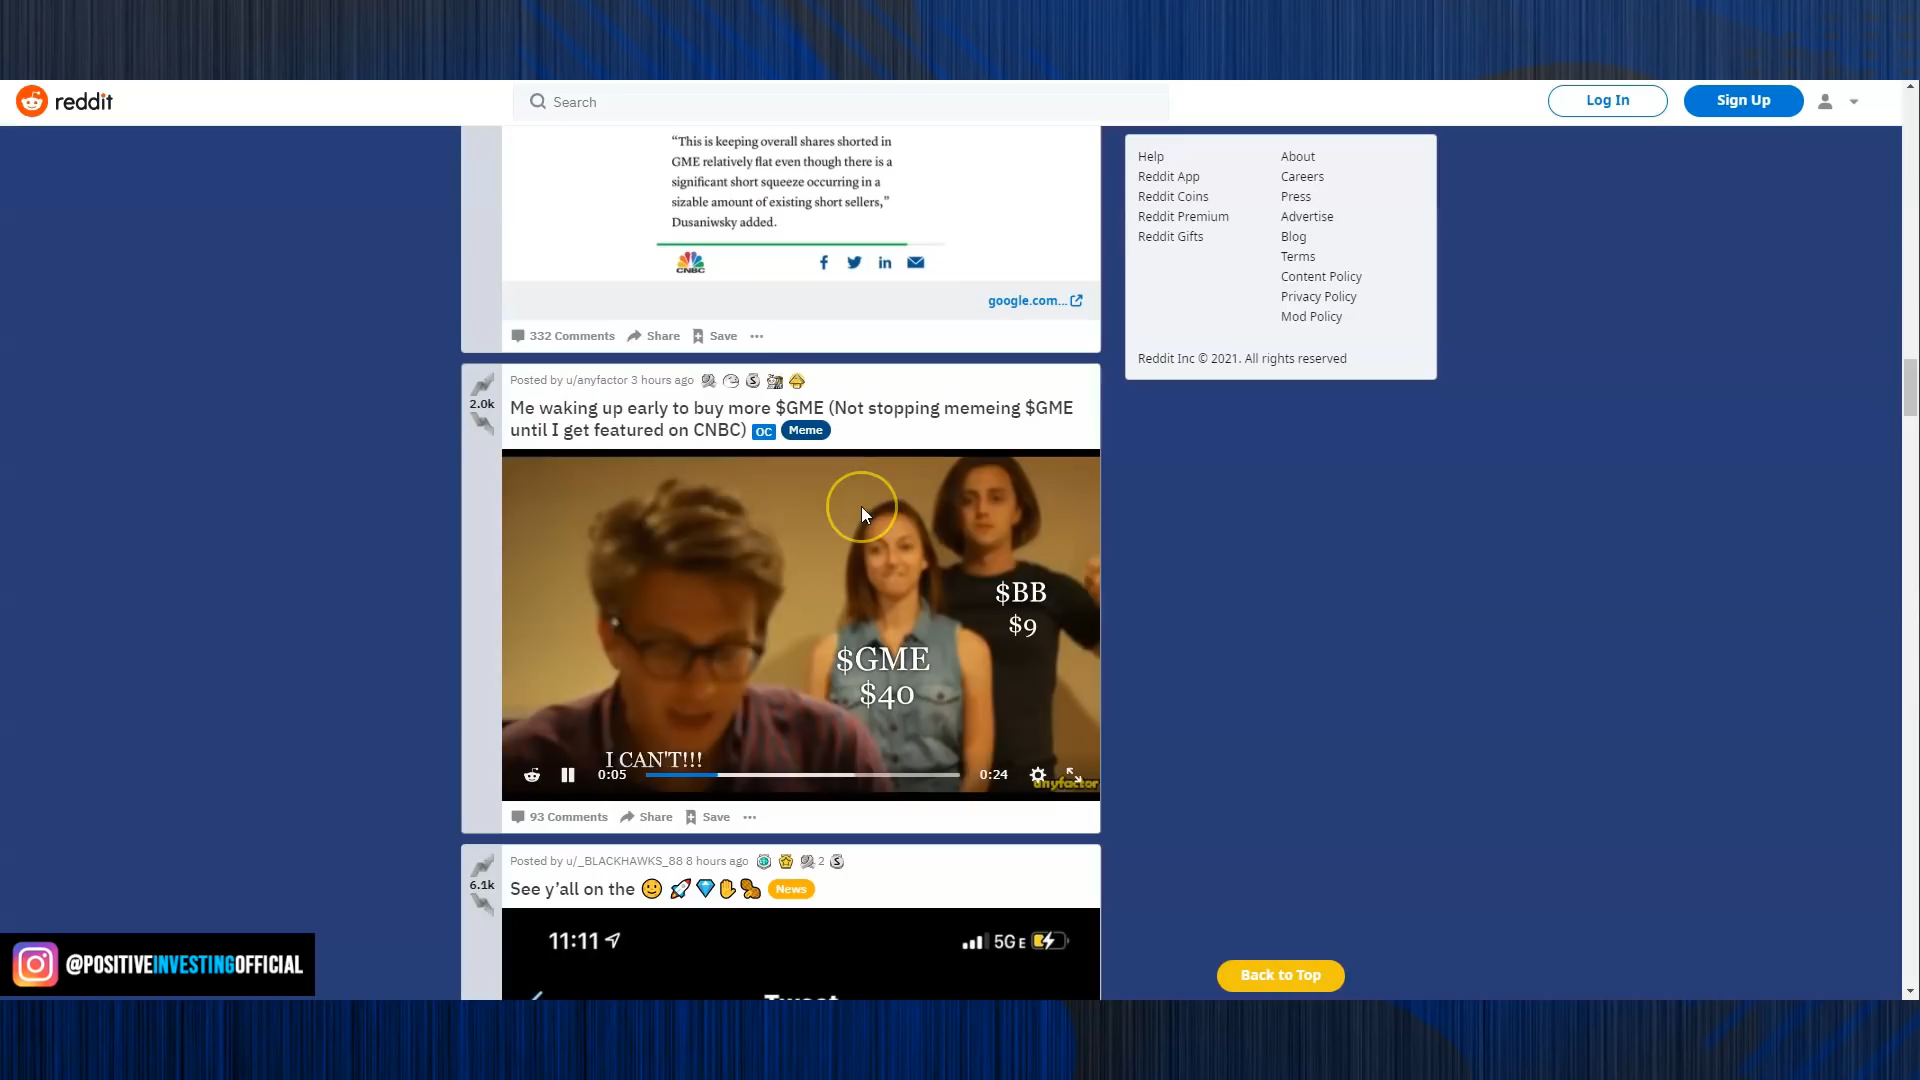 reddit
Search
Log In
Sign Up
“This is keeping overall shares shorted in
GME relatively flat even though there is a
significant short squeeze occurring in a
sizable amount of existing short sellers,”
Dusaniwsky added.
CNBC
google.com...
332 Comments Share Save
Help
Reddit App
Reddit Coins
Reddit Premium
Reddit Gifts
About
Careers
Press
Advertise
Blog
Terms
Content Policy
Privacy Policy
Mod Policy
Reddit Inc © 2021. All rights reserved
2.0k
Posted by u/anyfactor 3 hours ago
Me waking up early to buy more $GME (Not stopping memeing $GME
until I get featured on CNBC) OC Meme
$BB
$9
$GME
$40
I CAN'T!!!
0:05
0:24
anyfactor
93 Comments Share Save
6.1k
Posted by u/_BLACKHAWKS_88 8 hours ago 2
See y’all on the News
11:11
5GE
Back to Top
@POSITIVEINVESTINGOFFICIAL